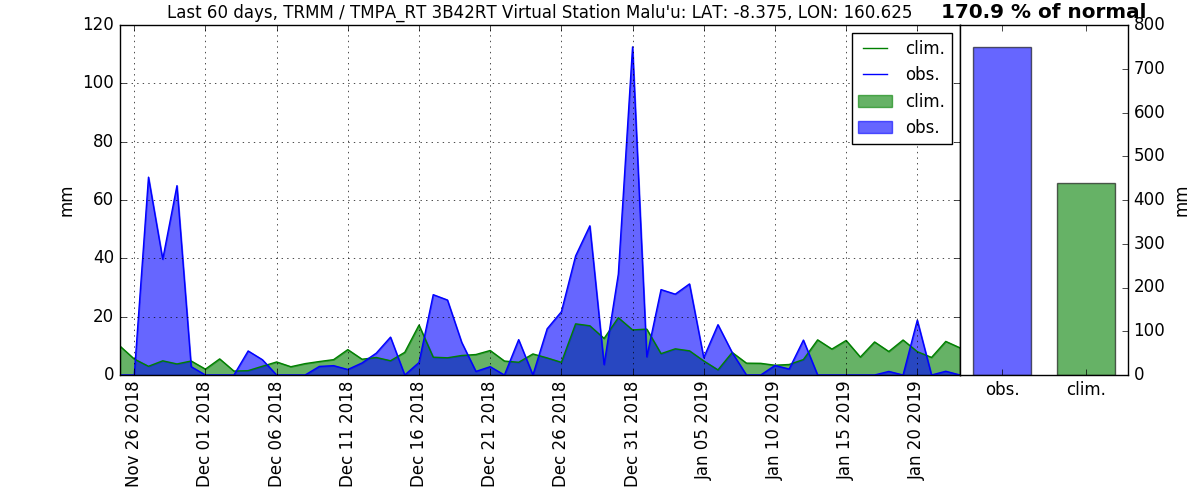 Last 60 days, TRMM / TMPA_RT 3B42RT Virtual Station Malu'u: LAT: -8.375, LON: 160.625
170.9 % of normal
120
100
80
60
40
20
0
mm
clim.
obs.
clim.
obs.
800
700
600
500
400
300
200
100
0
mm
Nov 26 2018
Dec 01 2018
Dec 06 2018
Dec 11 2018
Dec 16 2018
Dec 21 2018
Dec 26 2018
Dec 31 2018
Jan 05 2019
Jan 10 2019
Jan 15 2019
Jan 20 2019
obs.
clim.